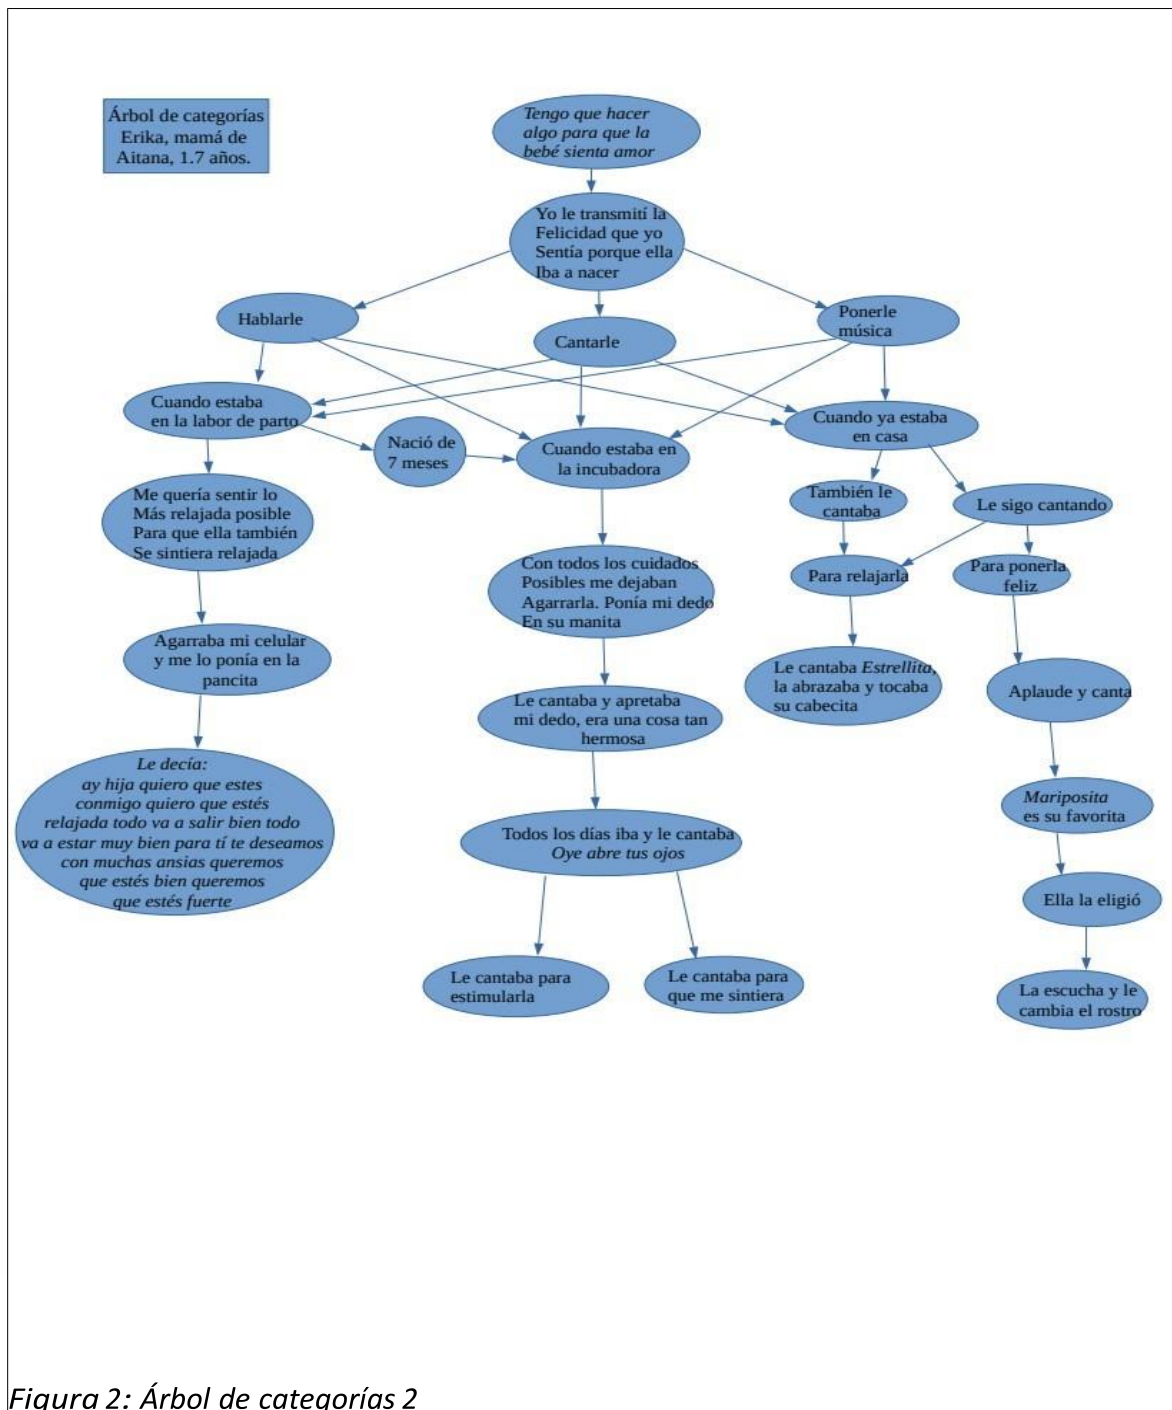 Árbol de categorías
Erika, mamá de
Aitana, 1.7 años.
Tengo que hacer
algo para que la
bebé sienta amor
Yo le transmití la
Felicidad que yo
Sentía porque ella
Iba a nacer
Hablarle
Cantarle
Ponerle
música
Cuando estaba
en la labor de parto
Nació de
7 meses
Cuando estaba en
la incubadora
Cuando ya estaba
en casa
Me quería sentir lo
Más relajada posible
Para que ella también
Se sintiera relajada
También le
cantaba
Le sigo cantando
Con todos los cuidados
Posibles me dejaban
Agarrarla. Ponía mi dedo
En su manita
Para relajarla
Para ponerla
feliz
Agarraba mi celular
y me lo ponía en la
pancita
Le cantaba y apretaba
mi dedo, era una cosa tan
hermosa
Le cantaba Estrellita,
la abrazaba y tocaba
su cabecita
Aplaude y canta
Le decía:
ay hija quiero que estes
conmigo quiero que estés
relajada todo va a salir bien todo
va a estar muy bien para tí te deseamos
con muchas ansias queremos
que estés bien queremos
que estés fuerte
Todos los días iba y le cantaba
Oye abre tus ojos
Mariposita
es su favorita
Ella la eligió
Le cantaba para
estimularla
Le cantaba para
que me sintiera
La escucha y le
cambia el rostro
Figura 2: Árbol de categorías 2